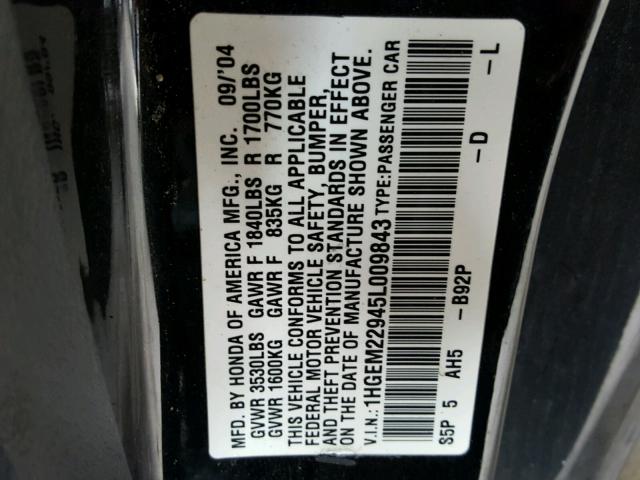 MFD. BY HONDA OF AMERICA MFG., INC. 09/'04
GVWR 3530LBS GAWR F 1840LBS R 1700LBS
GVWR 1600KG GAWR F 835KG R 770KG
THIS VEHICLE CONFORMS TO ALL APPLICABLE
FEDERAL MOTOR VEHICLE SAFETY, BUMPER,
AND THEFT PREVENTION STANDARDS IN EFFECT
ON THE DATE OF MANUFACTURE SHOWN ABOVE.
V.I.N.: 1HGEM22945L009843 TYPE: PASSENGER CAR
S5P 5 AH5 -B92P -D -L